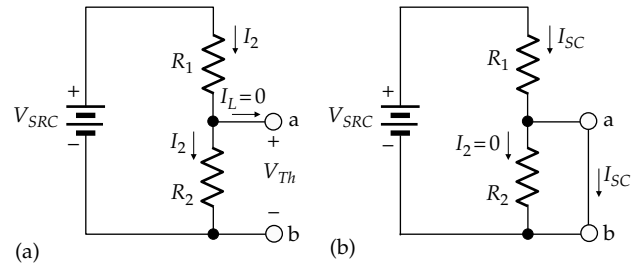 I2
R1
IL=0
a
+
VSRC
−
I2
+
VTh
−
R2
b
(a)
ISC
R1
a
+
VSRC
−
I2=0
R2
ISC
b
(b)